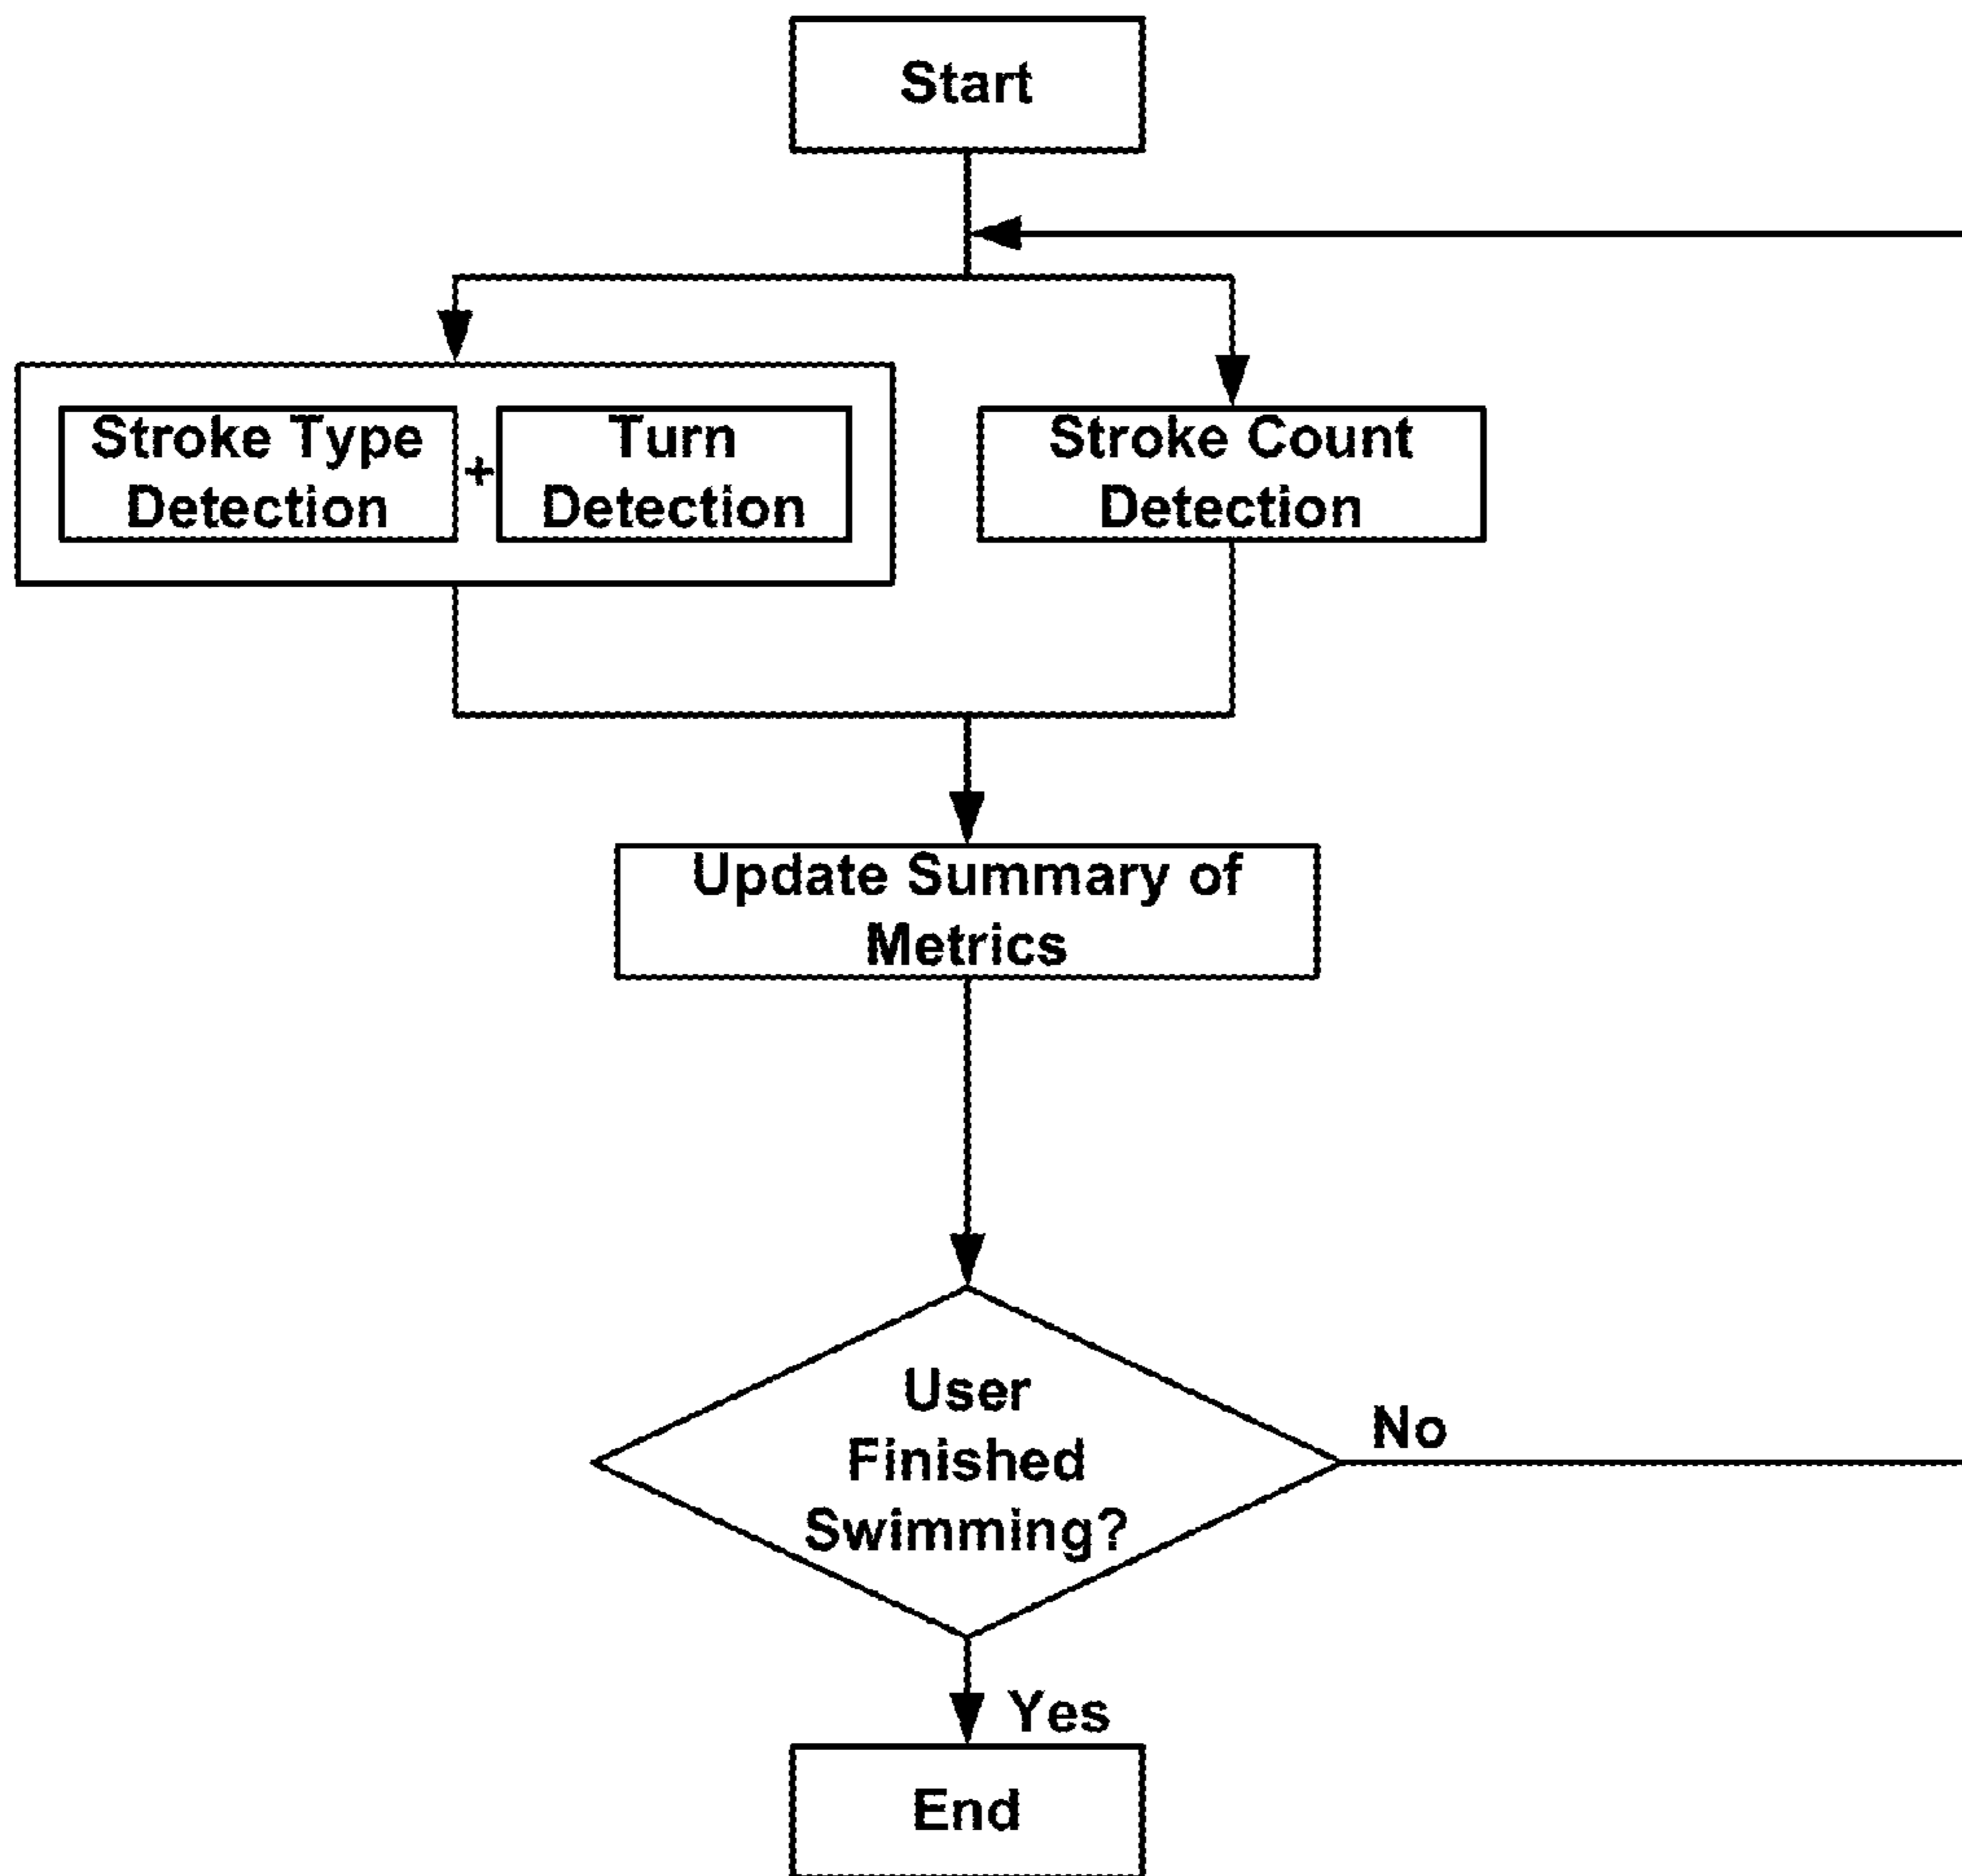 Start
Stroke Type
Detection
+
Turn
Detection
Stroke Count
Detection
Update Summary of
Metrics
User
Finished
Swimming?
No
Yes
End